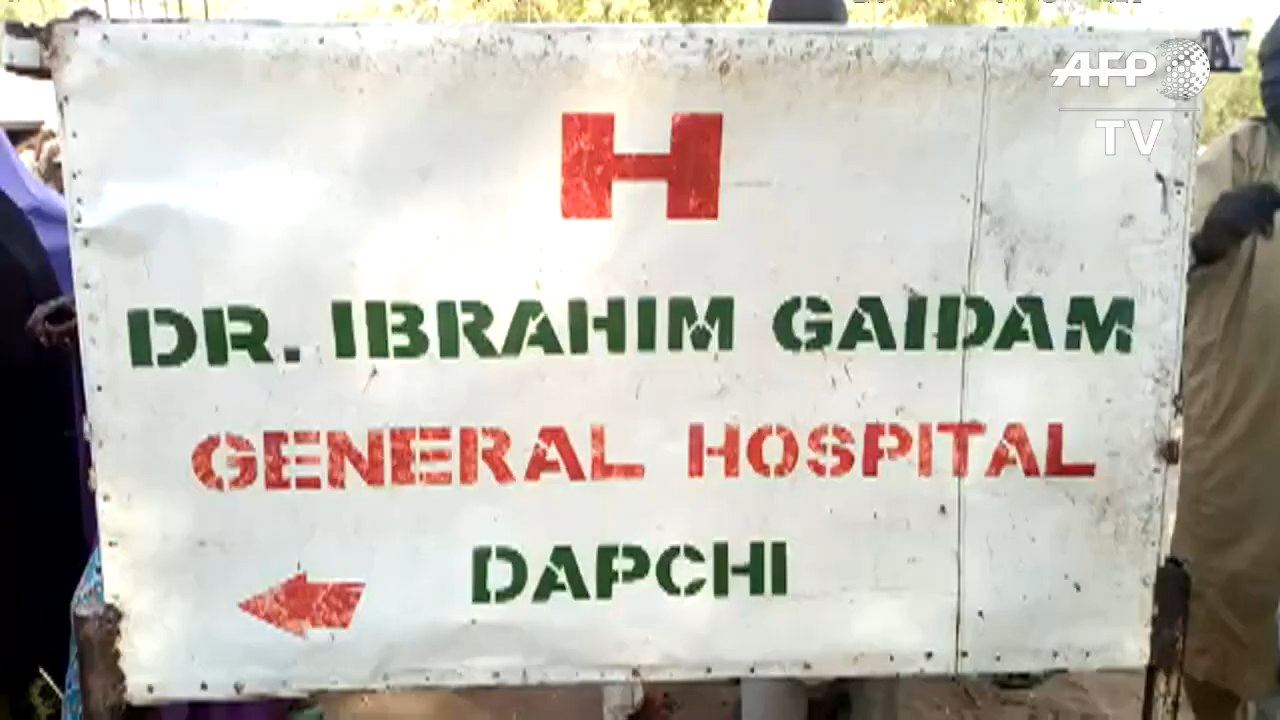 AFP
TV
H
DR. IBRAHIM GAIDAM
GENERAL HOSPITAL
DAPCHI